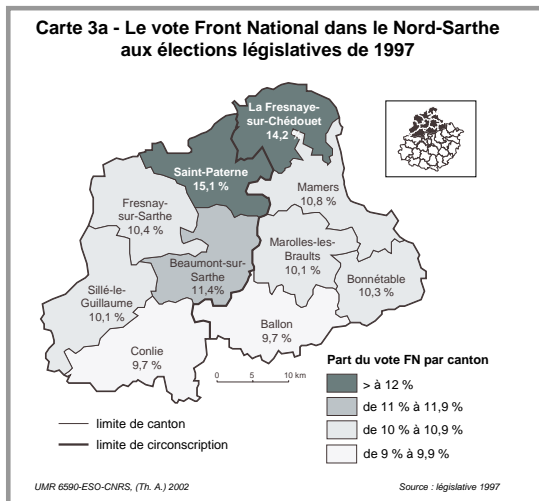 Carte 3a - Le vote Front National dans le Nord-Sarthe
aux élections législatives de 1997
La Fresnaye-
sur-Chédouet
14,2
Saint-Paterne
15,1 %
Mamers
10,8 %
Fresnay-
sur-Sarthe
10,4 %
Marolles-les-
Braults
10,1 %
Beaumont-sur-
Sarthe
11,4%
Bonnétable
10,3 %
Sillé-le-
Guillaume
10,1 %
Ballon
9,7 %
Conlie
9,7 %
0 5 10 km
Part du vote FN par canton
> à 12 %
de 11 % à 11,9 %
de 10 % à 10,9 %
de 9 % à 9,9 %
limite de canton
limite de circonscription
UMR 6590-ESO-CNRS, (Th. A.) 2002
Source : législative 1997